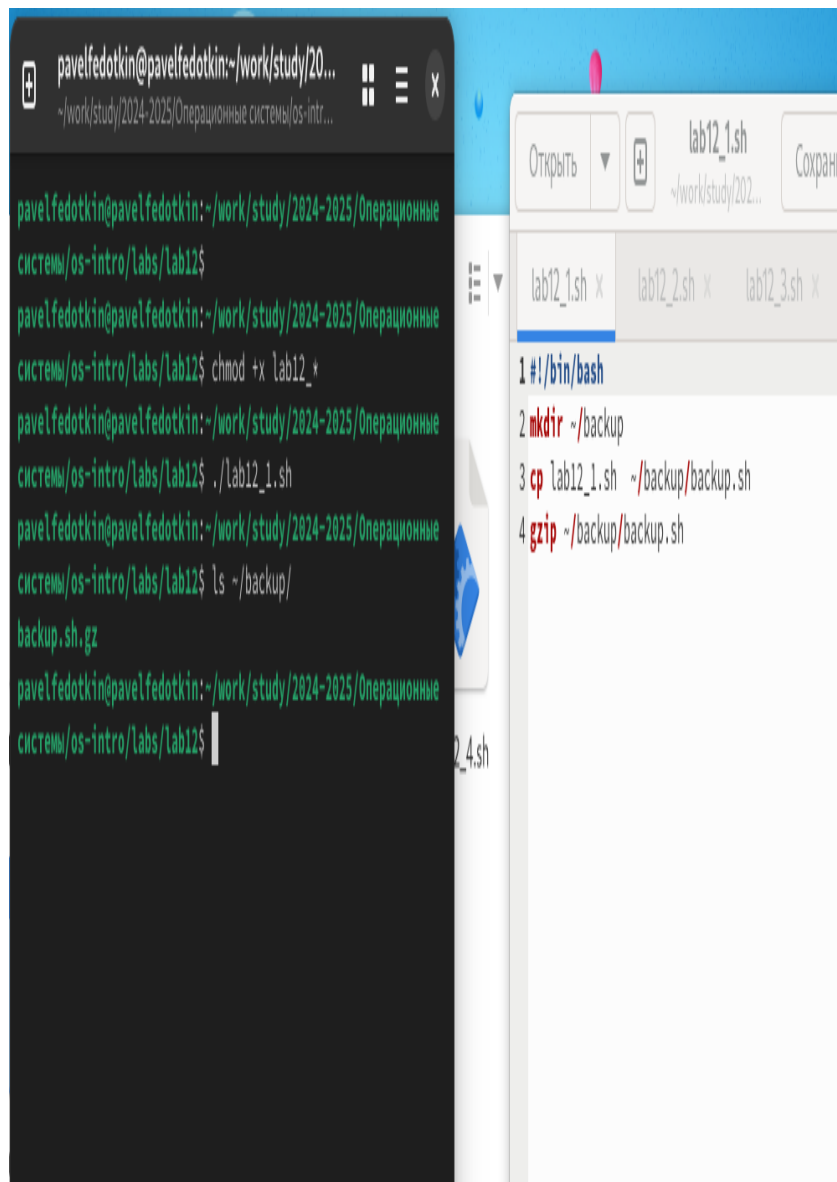 pavelfedotkin@pavelfedotkin:~/work/study/20...
~/work/study/2024-2025/Операционные системы/os-intr...
pavelfedotkin@pavelfedotkin:~/work/study/2024-2025/Операционные
системы/os-intro/labs/lab12$
pavelfedotkin@pavelfedotkin:~/work/study/2024-2025/Операционные
системы/os-intro/labs/lab12$ chmod +x lab12_*
pavelfedotkin@pavelfedotkin:~/work/study/2024-2025/Операционные
системы/os-intro/labs/lab12$ ./lab12_1.sh
pavelfedotkin@pavelfedotkin:~/work/study/2024-2025/Операционные
системы/os-intro/labs/lab12$ ls ~/backup/
backup.sh.gz
pavelfedotkin@pavelfedotkin:~/work/study/2024-2025/Операционные
системы/os-intro/labs/lab12$
2_4.sh
Открыть
lab12_1.sh
~/work/study/202...
Сохран
lab12_1.sh × lab12_2.sh × lab12_3.sh ×
1 #!/bin/bash
2 mkdir ~/backup
3 cp lab12_1.sh ~/backup/backup.sh
4 gzip ~/backup/backup.sh